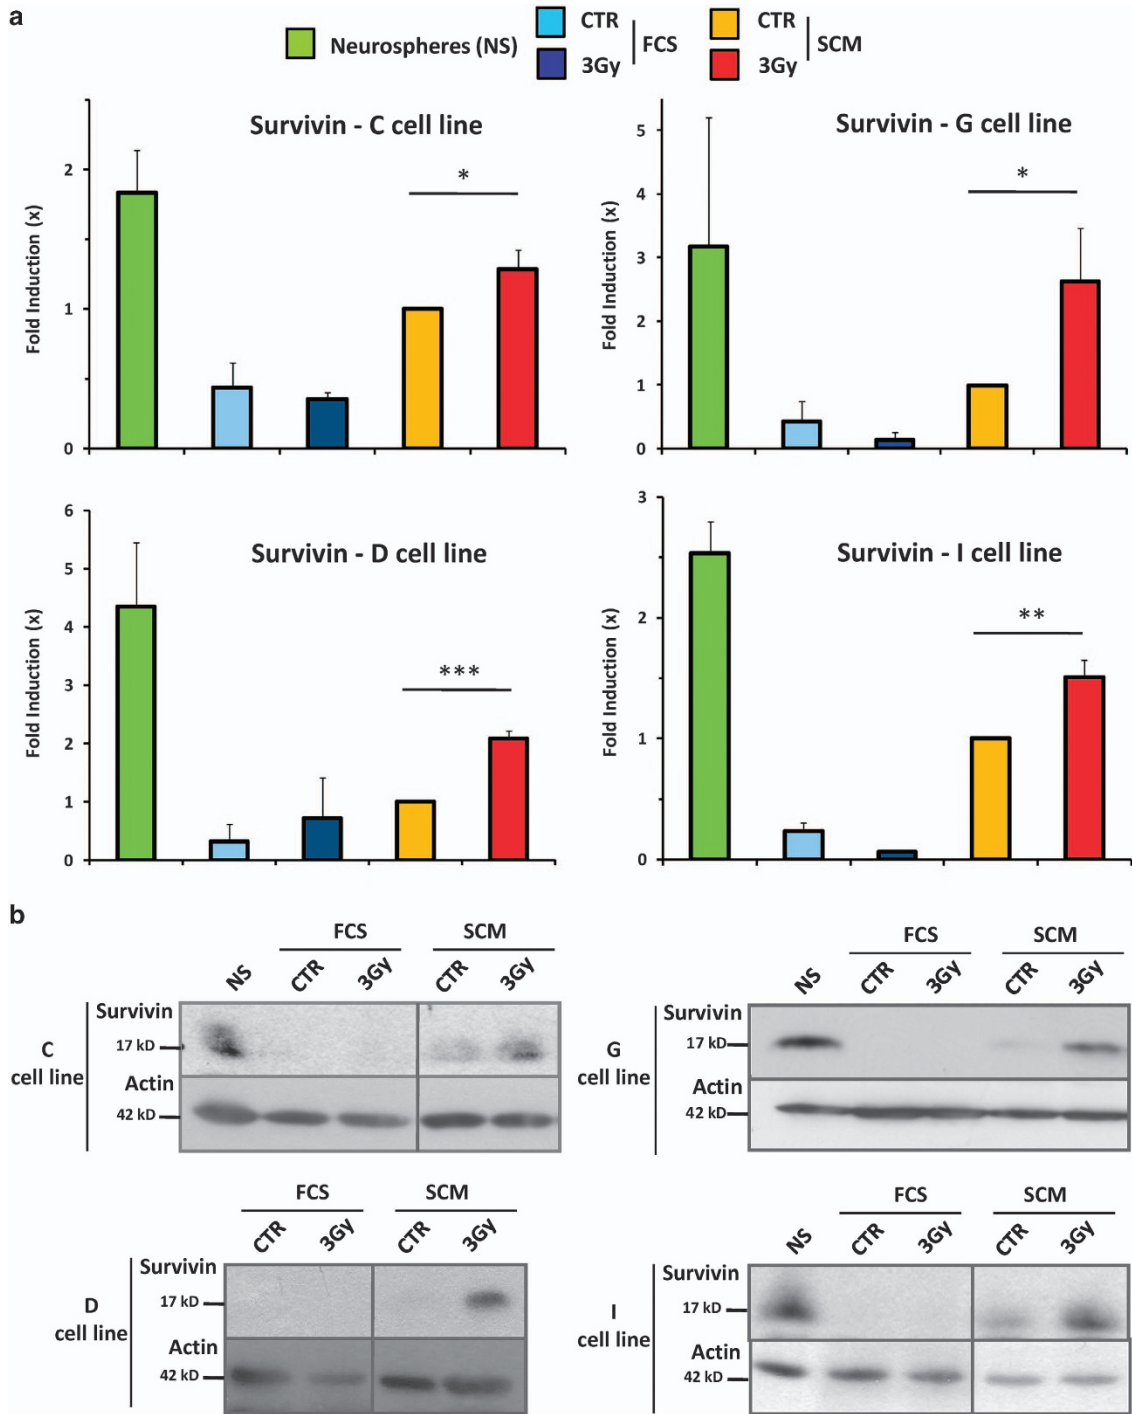 a
Neurospheres (NS)
CTR
3Gy
FCS
CTR
3Gy
SCM
Survivin - C cell line
Fold Induction (x)
2
1
0
*
Survivin - G cell line
Fold Induction (x)
5
4
3
2
1
0
*
Survivin - D cell line
Fold Induction (x)
6
5
4
3
2
1
0
***
Survivin - I cell line
Fold Induction (x)
3
2
1
0
**
b
FCS SCM
NS CTR 3Gy CTR 3Gy
C
cell line
Survivin
17 kD
Actin
42 kD
FCS SCM
NS CTR 3Gy CTR 3Gy
G
cell line
Survivin
17 kD
Actin
42 kD
FCS SCM
CTR 3Gy CTR 3Gy
D
cell line
Survivin
17 kD
Actin
42 kD
FCS SCM
NS CTR 3Gy CTR 3Gy
I
cell line
Survivin
17 kD
Actin
42 kD